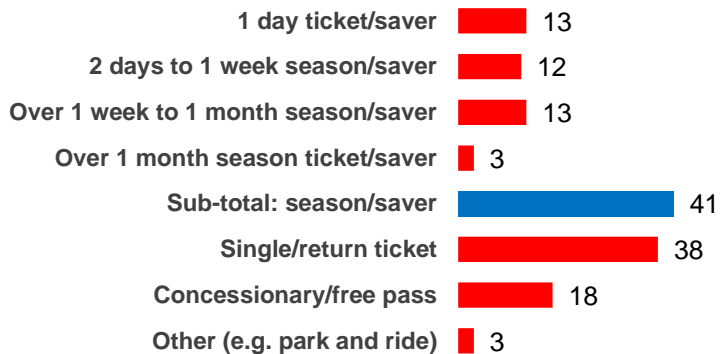 1 day ticket/saver 13
2 days to 1 week season/saver 12
Over 1 week to 1 month season/saver 13
Over 1 month season ticket/saver 3
Sub-total: season/saver 41
Single/return ticket 38
Concessionary/free pass 18
Other (e.g. park and ride) 3